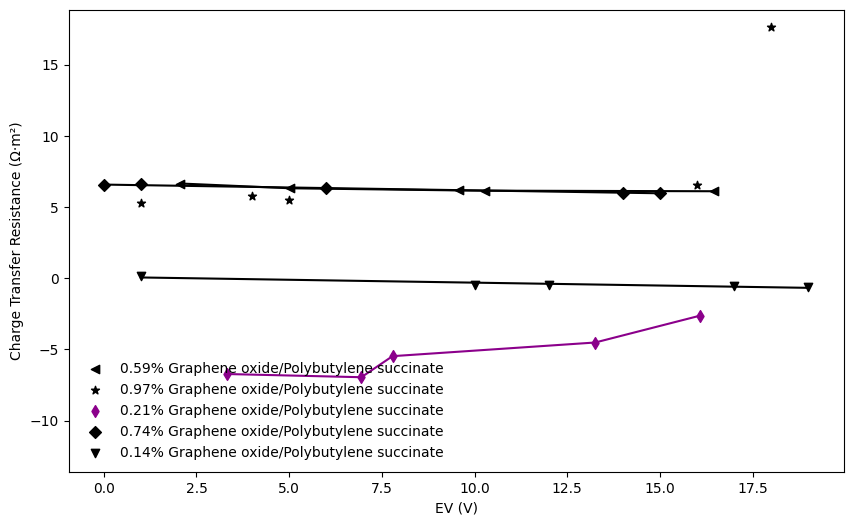 15
10
5
0
−5
−10
Charge Transfer Resistance (Ω·m²)
0.59% Graphene oxide/Polybutylene succinate
0.97% Graphene oxide/Polybutylene succinate
0.21% Graphene oxide/Polybutylene succinate
0.74% Graphene oxide/Polybutylene succinate
0.14% Graphene oxide/Polybutylene succinate
0.0 2.5 5.0 7.5 10.0 12.5 15.0 17.5
EV (V)